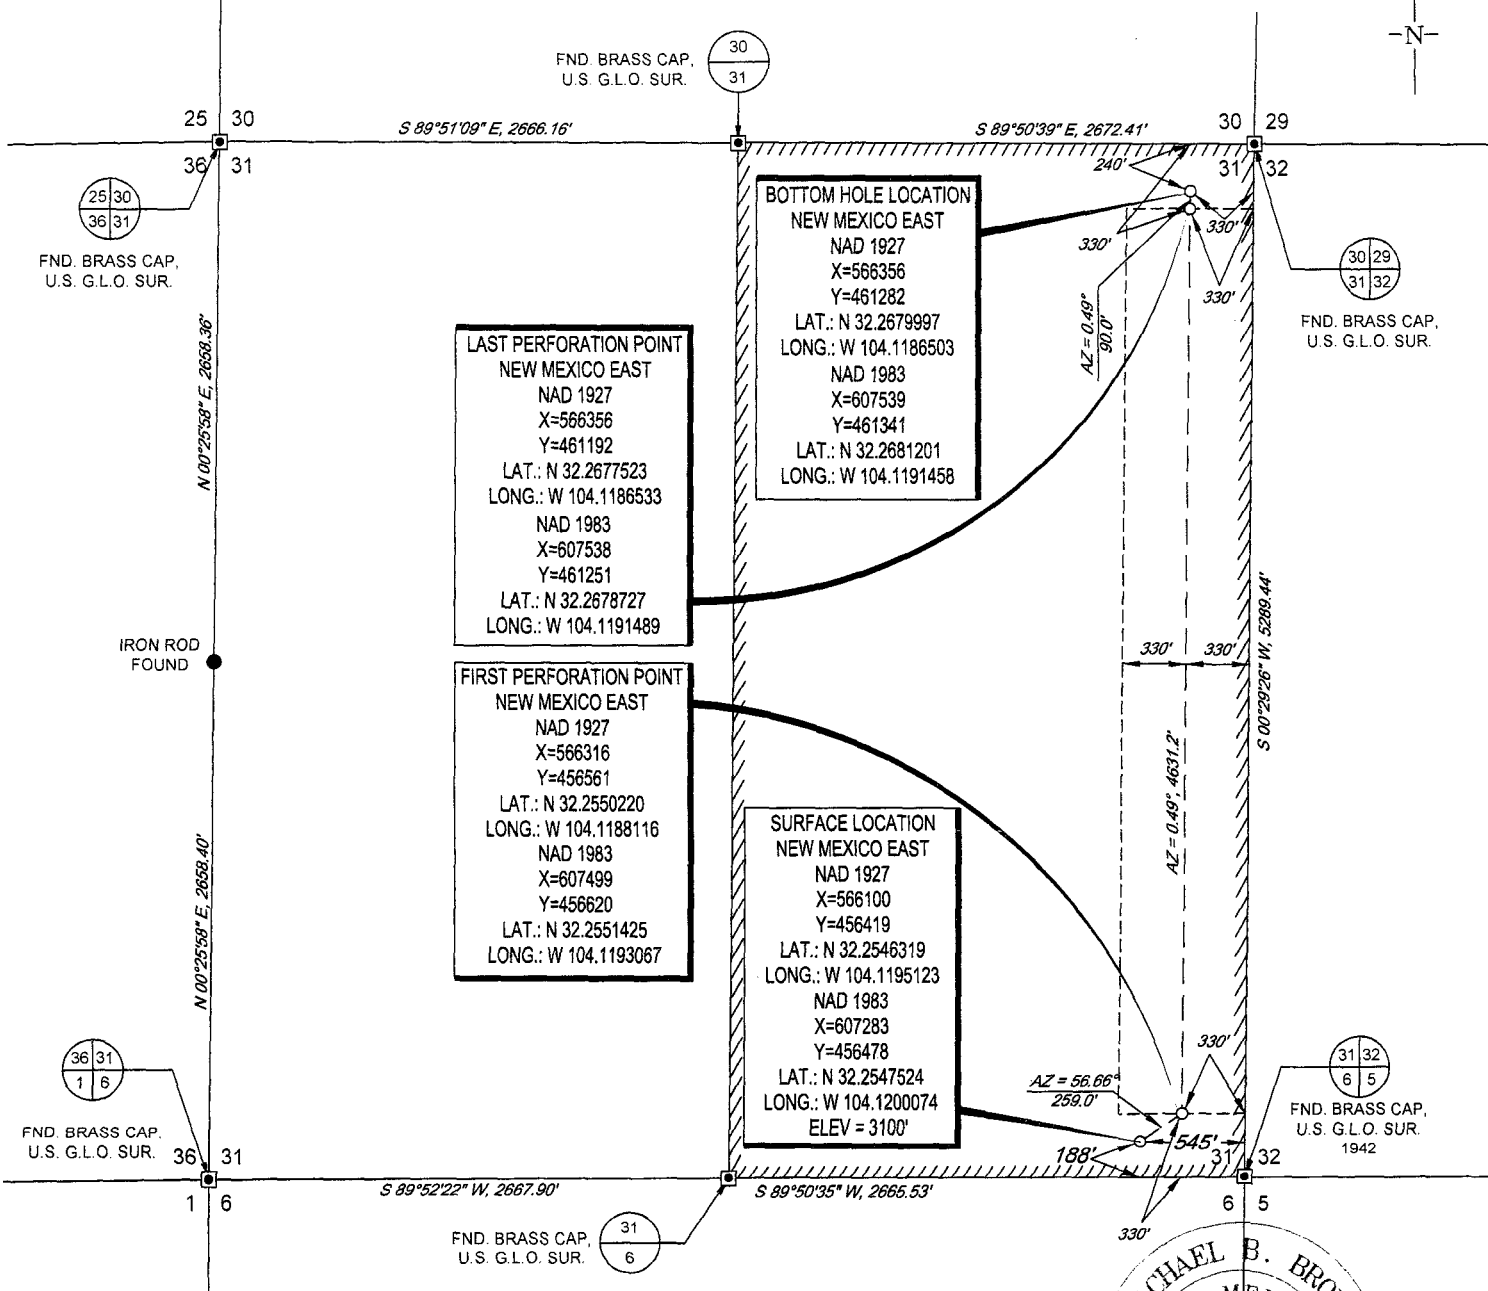 -N-
30
31
FND. BRASS CAP,
U.S. G.L.O. SUR.
25 30
36 31
S 89°51'09" E, 2666.16'
S 89°50'39" E, 2672.41'
30 29
31 32
25 30
36 31
FND. BRASS CAP,
U.S. G.L.O. SUR.
30 29
31 32
FND. BRASS CAP,
U.S. G.L.O. SUR.
240'
330'
330'
330'
AZ = 0.49°
90.0'
BOTTOM HOLE LOCATION
NEW MEXICO EAST
NAD 1927
X=566356
Y=461282
LAT.: N 32.2679997
LONG.: W 104.1186503
NAD 1983
X=607539
Y=461341
LAT.: N 32.2681201
LONG.: W 104.1191458
N 00°25'58" E, 2658.36'
LAST PERFORATION POINT
NEW MEXICO EAST
NAD 1927
X=566356
Y=461192
LAT.: N 32.2677523
LONG.: W 104.1186533
NAD 1983
X=607538
Y=461251
LAT.: N 32.2678727
LONG.: W 104.1191489
IRON ROD
FOUND
330' 330'
S 00°29'26" W, 5289.44'
AZ = 0.49°, 4631.2'
FIRST PERFORATION POINT
NEW MEXICO EAST
NAD 1927
X=566316
Y=456561
LAT.: N 32.2550220
LONG.: W 104.1188116
NAD 1983
X=607499
Y=456620
LAT.: N 32.2551425
LONG.: W 104.1193067
N 00°25'58" E, 2658.40'
SURFACE LOCATION
NEW MEXICO EAST
NAD 1927
X=566100
Y=456419
LAT.: N 32.2546319
LONG.: W 104.1195123
NAD 1983
X=607283
Y=456478
LAT.: N 32.2547524
LONG.: W 104.1200074
ELEV = 3100'
AZ = 56.66°
259.0'
330'
188'
545'
330'
36 31
1 6
FND. BRASS CAP,
U.S. G.L.O. SUR.
31 32
6 5
FND. BRASS CAP,
U.S. G.L.O. SUR.
1942
36 31
1 6
31 32
6 5
S 89°52'22" W, 2667.90'
S 89°50'35" W, 2665.53'
FND. BRASS CAP,
U.S. G.L.O. SUR.
31
6
CHAEL B. BRO